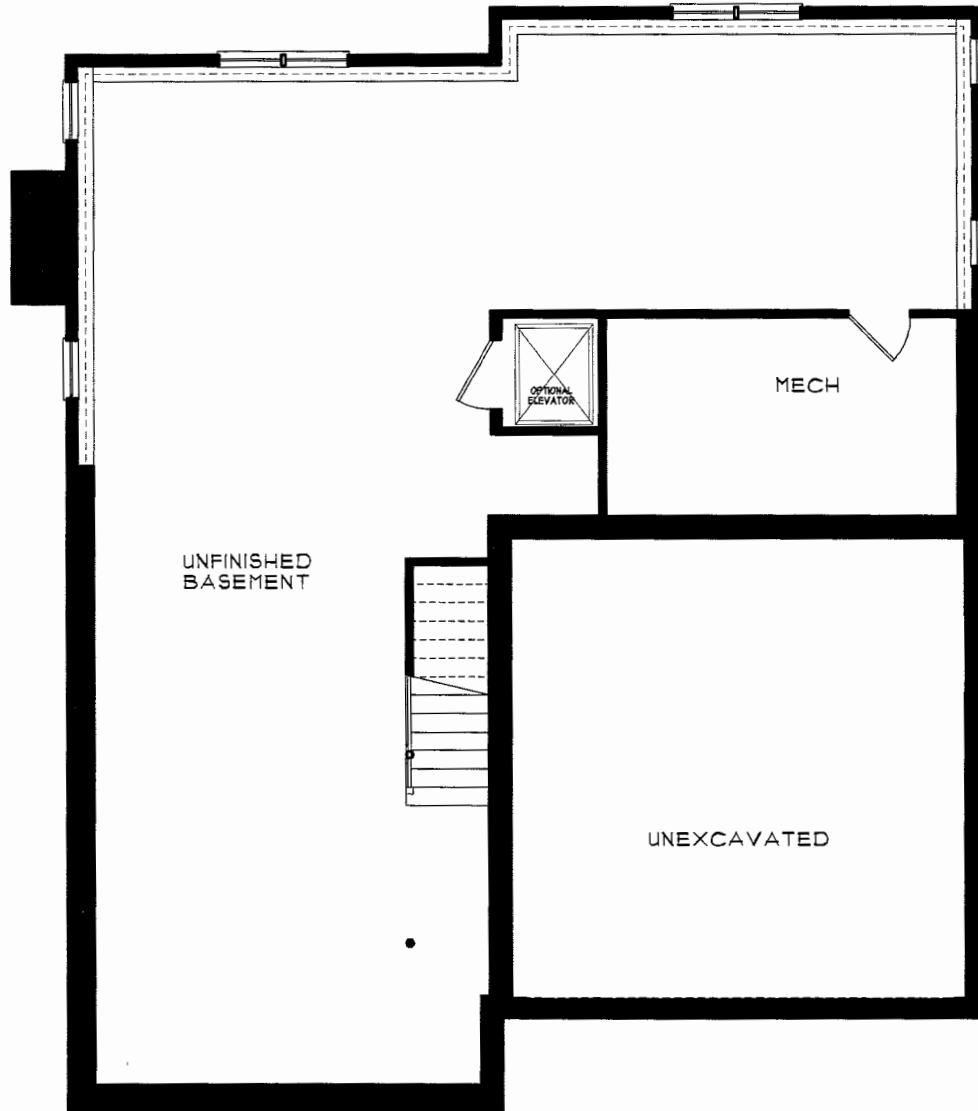 OPTIONAL
ELEVATOR
MECH
UNFINISHED
BASEMENT
UNEXCAVATED